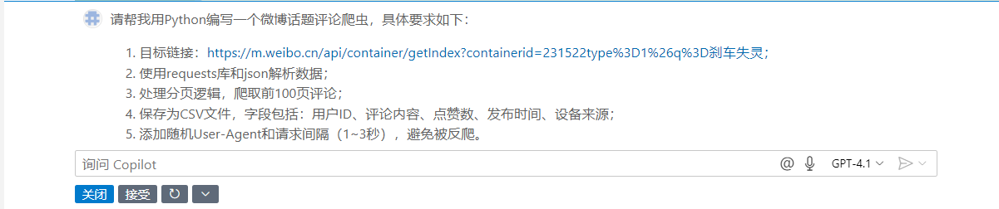 请帮我用Python编写一个微博话题评论爬虫，具体要求如下：
1. 目标链接：https://m.weibo.cn/api/container/getIndex?containerid=231522type%3D1%26q%3D刹车失灵；
2. 使用requests库和json解析数据；
3. 处理分页逻辑，爬取前100页评论；
4. 保存为CSV文件，字段包括：用户ID、评论内容、点赞数、发布时间、设备来源；
5. 添加随机User-Agent和请求间隔（1~3秒），避免被反爬。
询问 Copilot @ GPT-4.1
关闭 接受